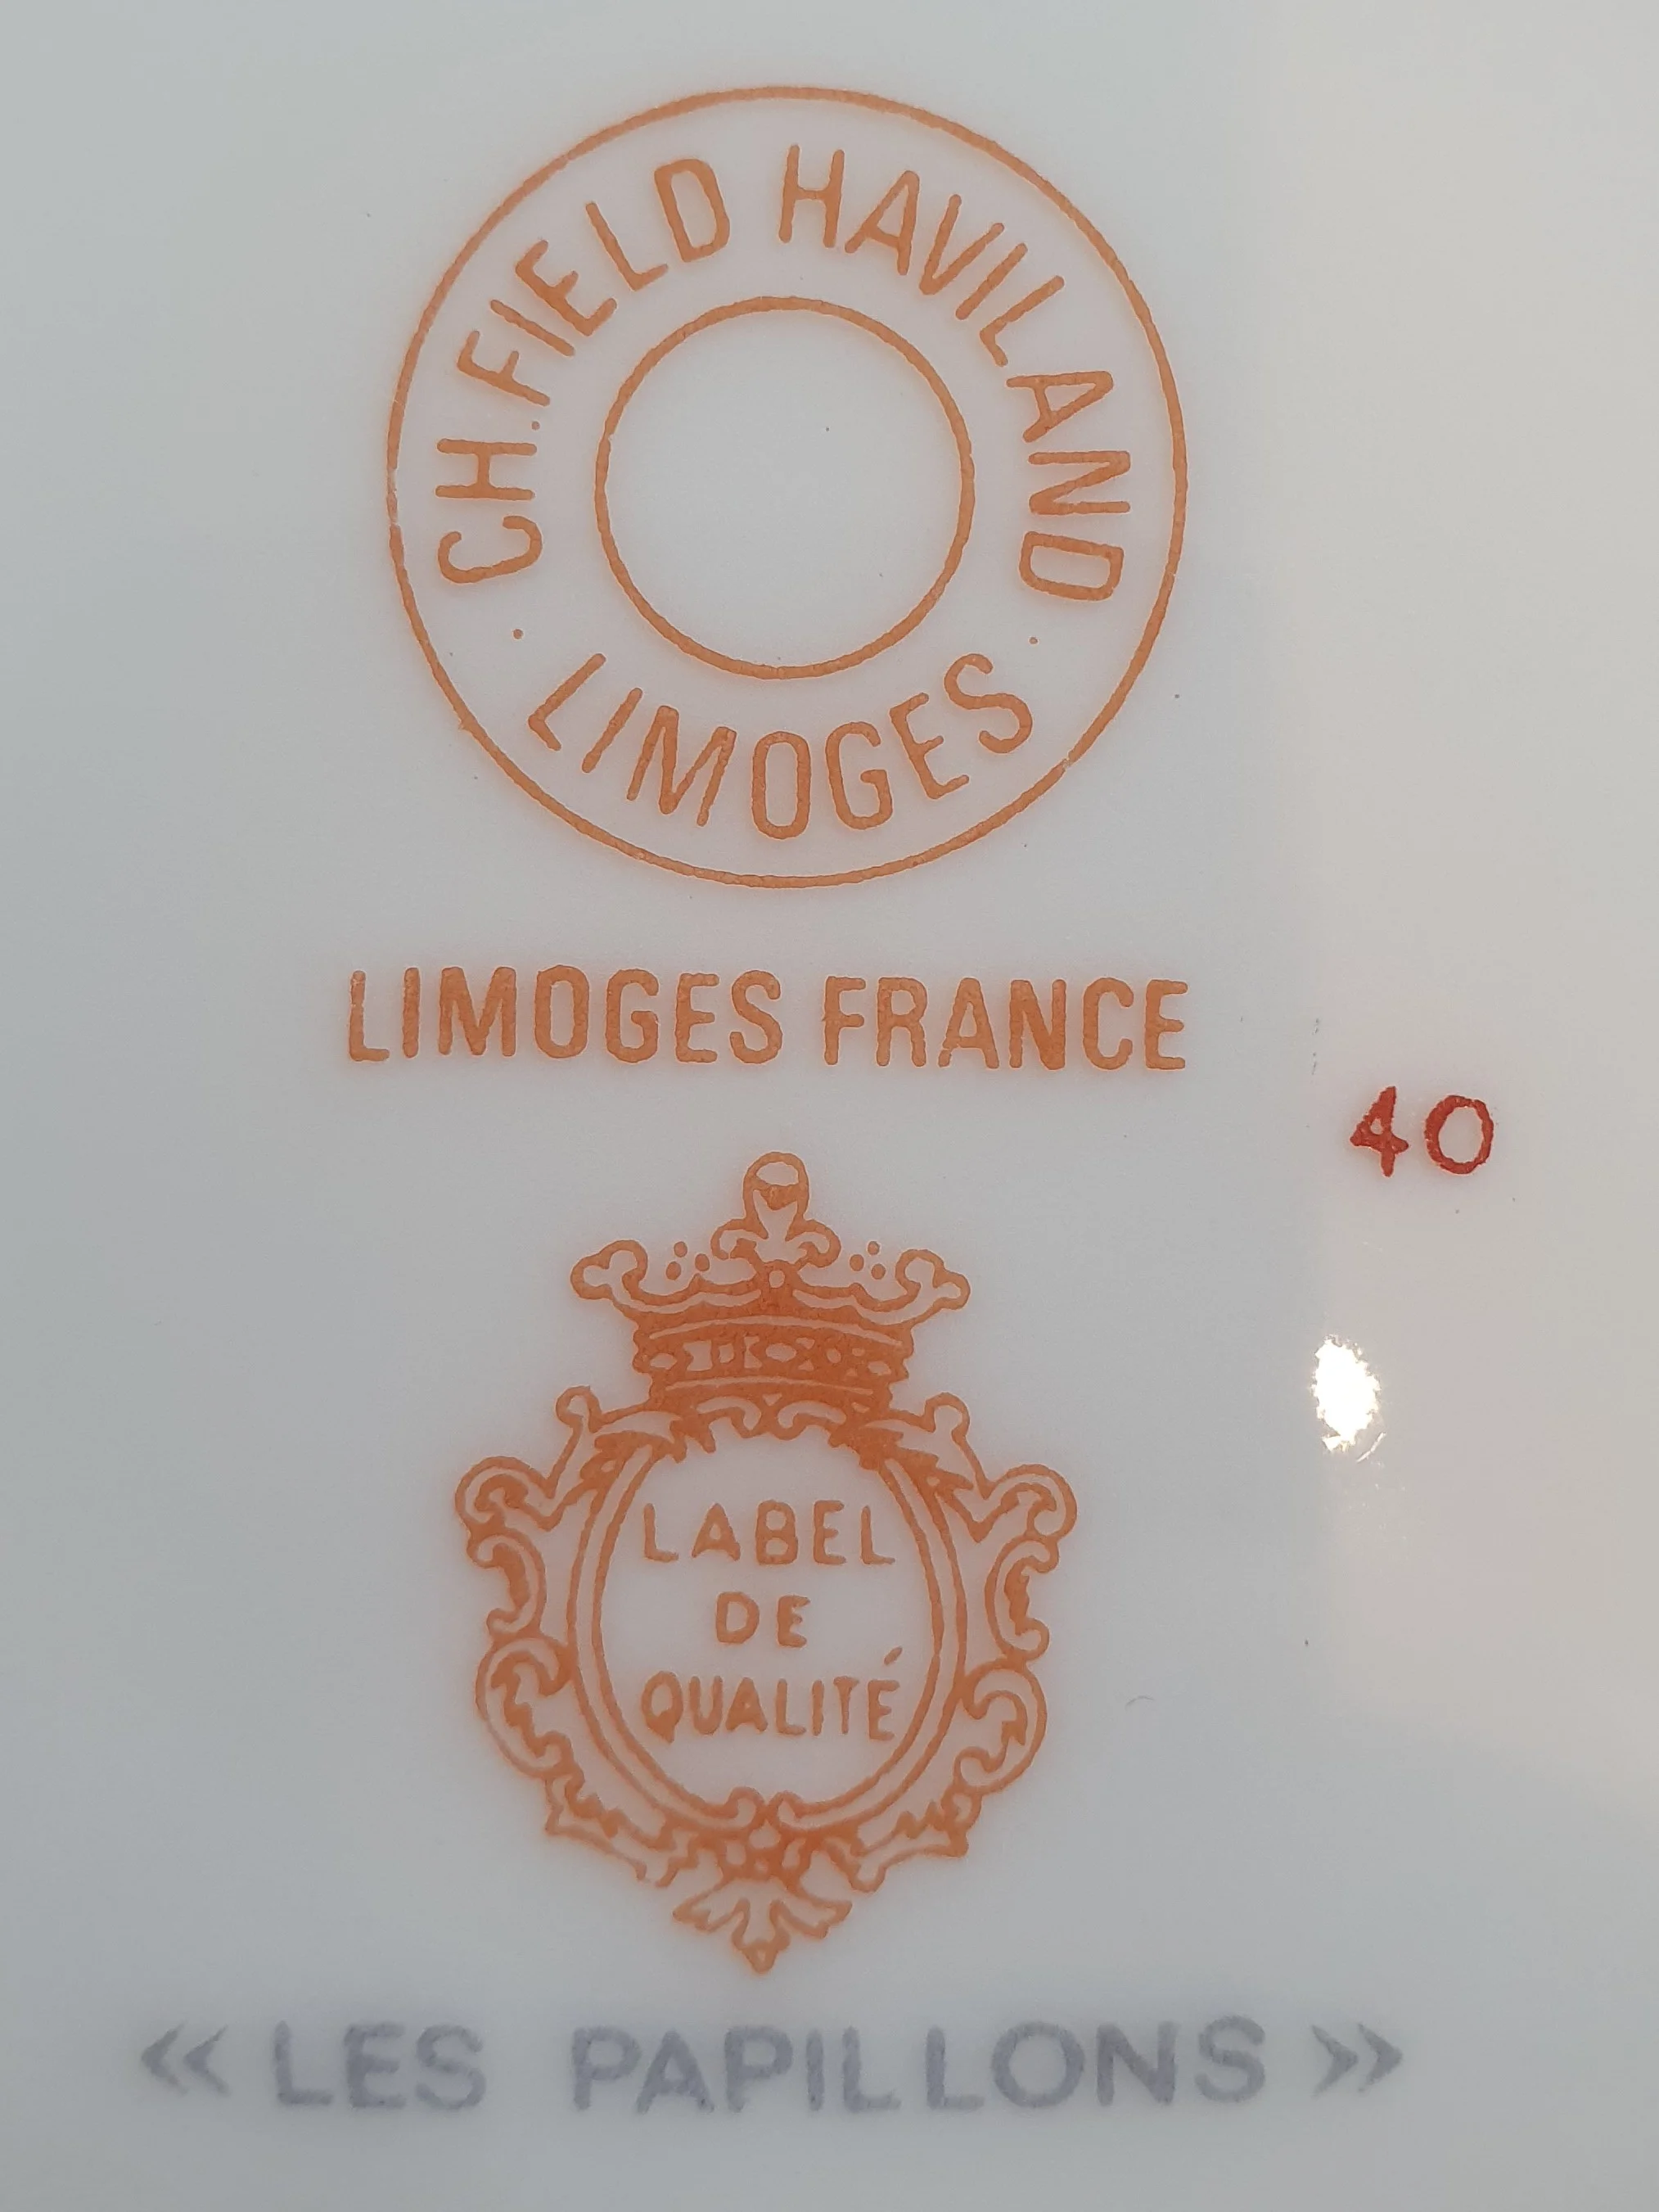 CH. FIELD HAVILAND
· LIMOGES ·
LIMOGES FRANCE
40
LABEL
DE
QUALITÉ
« LES PAPILLONS »